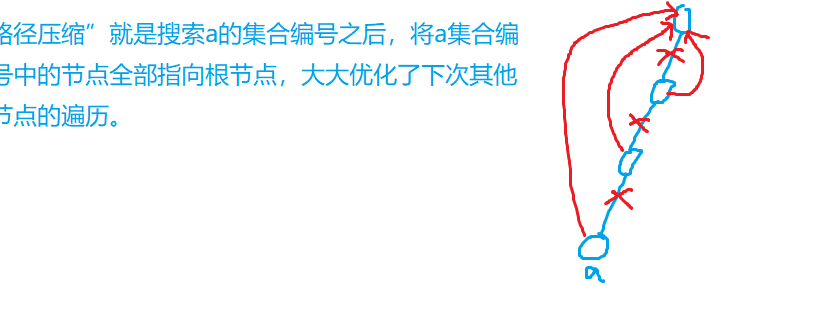 路径压缩”就是搜索a的集合编号之后，将a集合编
号中的节点全部指向根节点，大大优化了下次其他
节点的遍历。
a